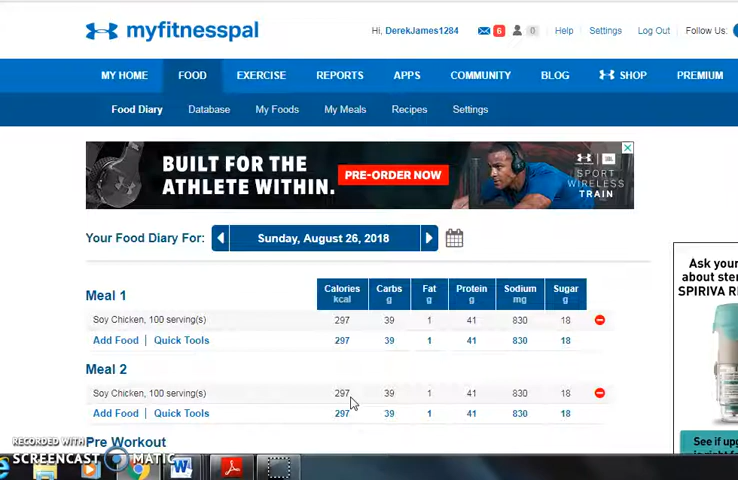 myfitnesspal
Hi, DerekJames1284 6 0 Help Settings Log Out Follow Us:
MY HOME FOOD EXERCISE REPORTS APPS COMMUNITY BLOG SHOP PREMIUM
Food Diary Database My Foods My Meals Recipes Settings
BUILT FOR THE
ATHLETE WITHIN.
PRE-ORDER NOW
JBL
SPORT
WIRELESS
TRAIN
Your Food Diary For: Sunday, August 26, 2018
Calories Carbs Fat Protein Sodium Sugar
kcal g g g mg g
Meal 1
Soy Chicken, 100 serving(s) 297 39 1 41 830 18
Add Food | Quick Tools 297 39 1 41 830 18
Meal 2
Soy Chicken, 100 serving(s) 297 39 1 41 830 18
Add Food | Quick Tools 297 39 1 41 830 18
Pre Workout
Ask your
about ste
SPIRIVA R
See if up
RECORDED WITH
SCREENCAST MATIC